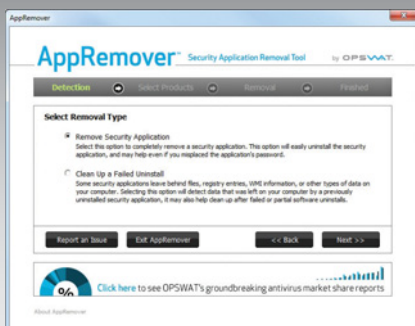 AppRemover
AppRemover™ Security Application Removal Tool by OPSWAT.
Detection Select Products Removal Finished
Select Removal Type
Remove Security Application
Select this option to completely remove a security application. This option will easily uninstall the security
application, and may help even if you misplaced the application's password.
Clean Up a Failed Uninstall
Some security applications leave behind files, registry entries, WMI information, or other types of data on
your computer. Selecting this option will detect data that was left on your computer by a previously
uninstalled security application, it may also help clean up after failed or partial software uninstalls.
Report an Issue Exit AppRemover << Back Next >>
% Click here to see OPSWAT's groundbreaking antivirus market share reports
About AppRemover